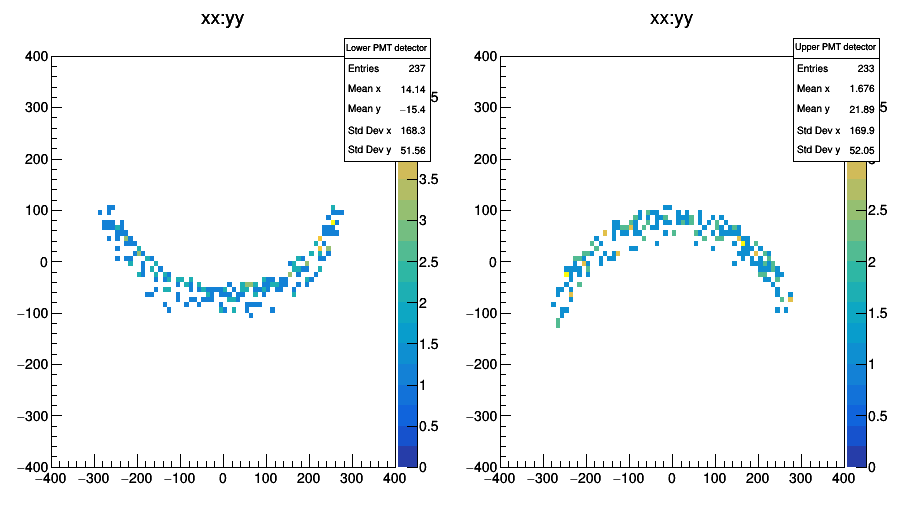 xx:yy
Lower PMT detector
Entries 237
Mean x 14.14
Mean y −15.4
Std Dev x 168.3
Std Dev y 51.56
400
300
200
100
0
−100
−200
−300
−400
−400 −300 −200 −100 0 100 200 300 400
5
3.5
3
2.5
2
1.5
1
0.5
0
xx:yy
Upper PMT detector
Entries 233
Mean x 1.676
Mean y 21.89
Std Dev x 169.9
Std Dev y 52.05
400
300
200
100
0
−100
−200
−300
−400
−400 −300 −200 −100 0 100 200 300 400
5
2.5
2
1.5
1
0.5
0